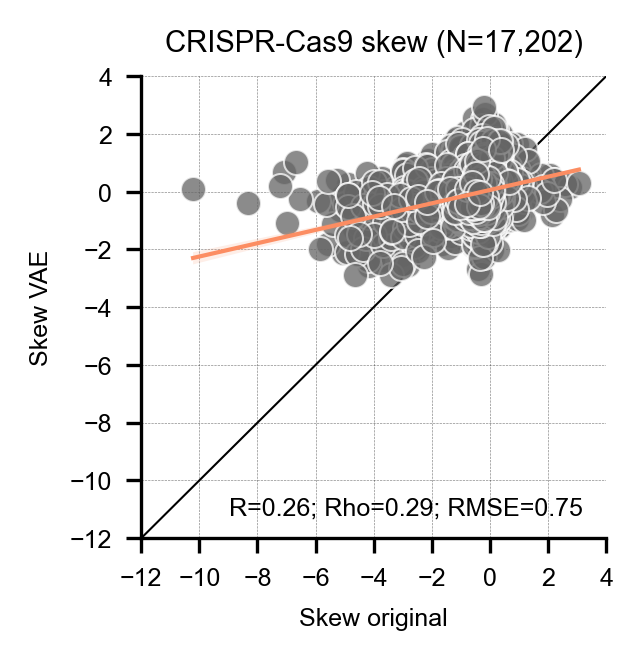 CRISPR-Cas9 skew (N=17,202)
4
2
0
−2
−4
−6
−8
−10
−12
Skew VAE
R=0.26; Rho=0.29; RMSE=0.75
−12 −10 −8 −6 −4 −2 0 2 4
Skew original